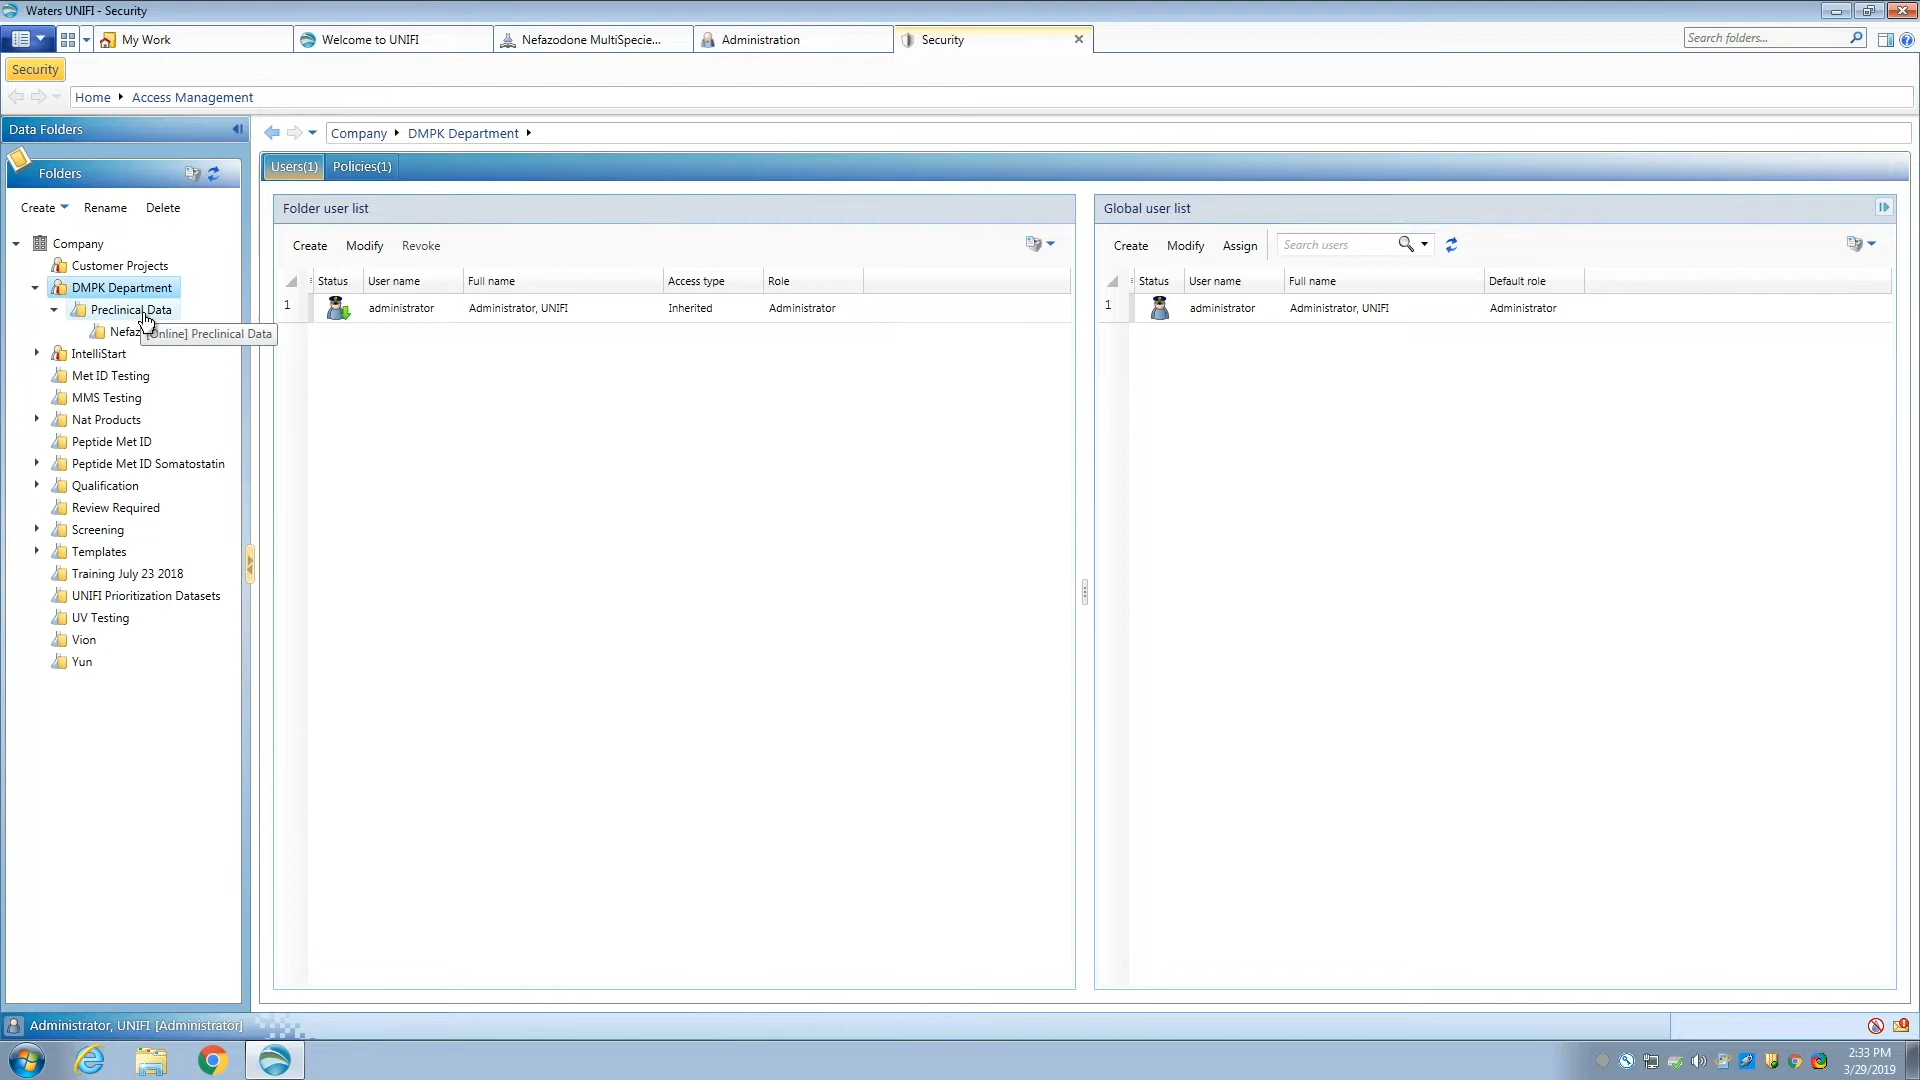 Waters UNIFI - Security
My Work
Welcome to UNIFI
Nefazodone MultiSpecie...
Administration
Security
Search folders...
Security
Home
Access Management
Data Folders
Company
DMPK Department
Folders
Users(1)
Policies(1)
Create
Rename
Delete
Folder user list
Global user list
Create
Modify
Revoke
Create
Modify
Assign
Search users
Status User name Full name Access type Role
1 administrator Administrator, UNIFI Inherited Administrator
Status User name Full name Default role
1 administrator Administrator, UNIFI Administrator
Company
Customer Projects
DMPK Department
Preclinical Data
[Online] Preclinical Data
IntelliStart
Met ID Testing
MMS Testing
Nat Products
Peptide Met ID
Peptide Met ID Somatostatin
Qualification
Review Required
Screening
Templates
Training July 23 2018
UNIFI Prioritization Datasets
UV Testing
Vion
Yun
Administrator, UNIFI [Administrator]
2:33 PM
3/29/2019